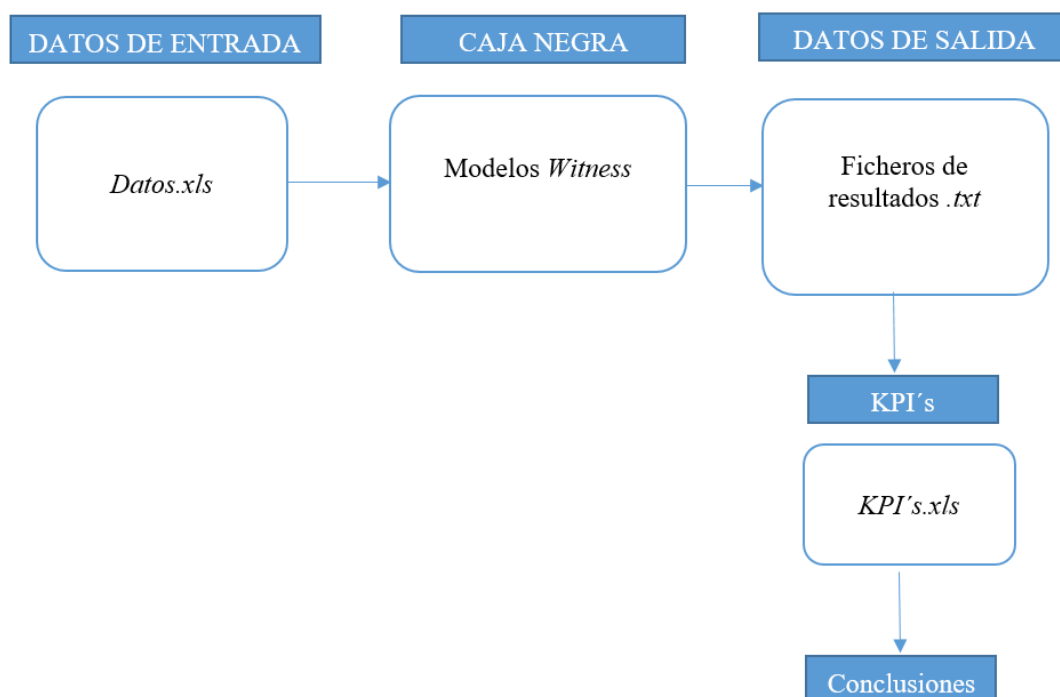 DATOS DE ENTRADA
CAJA NEGRA
DATOS DE SALIDA
Datos.xls
Modelos Witness
Ficheros de
resultados .txt
KPI´s
KPI´s.xls
Conclusiones